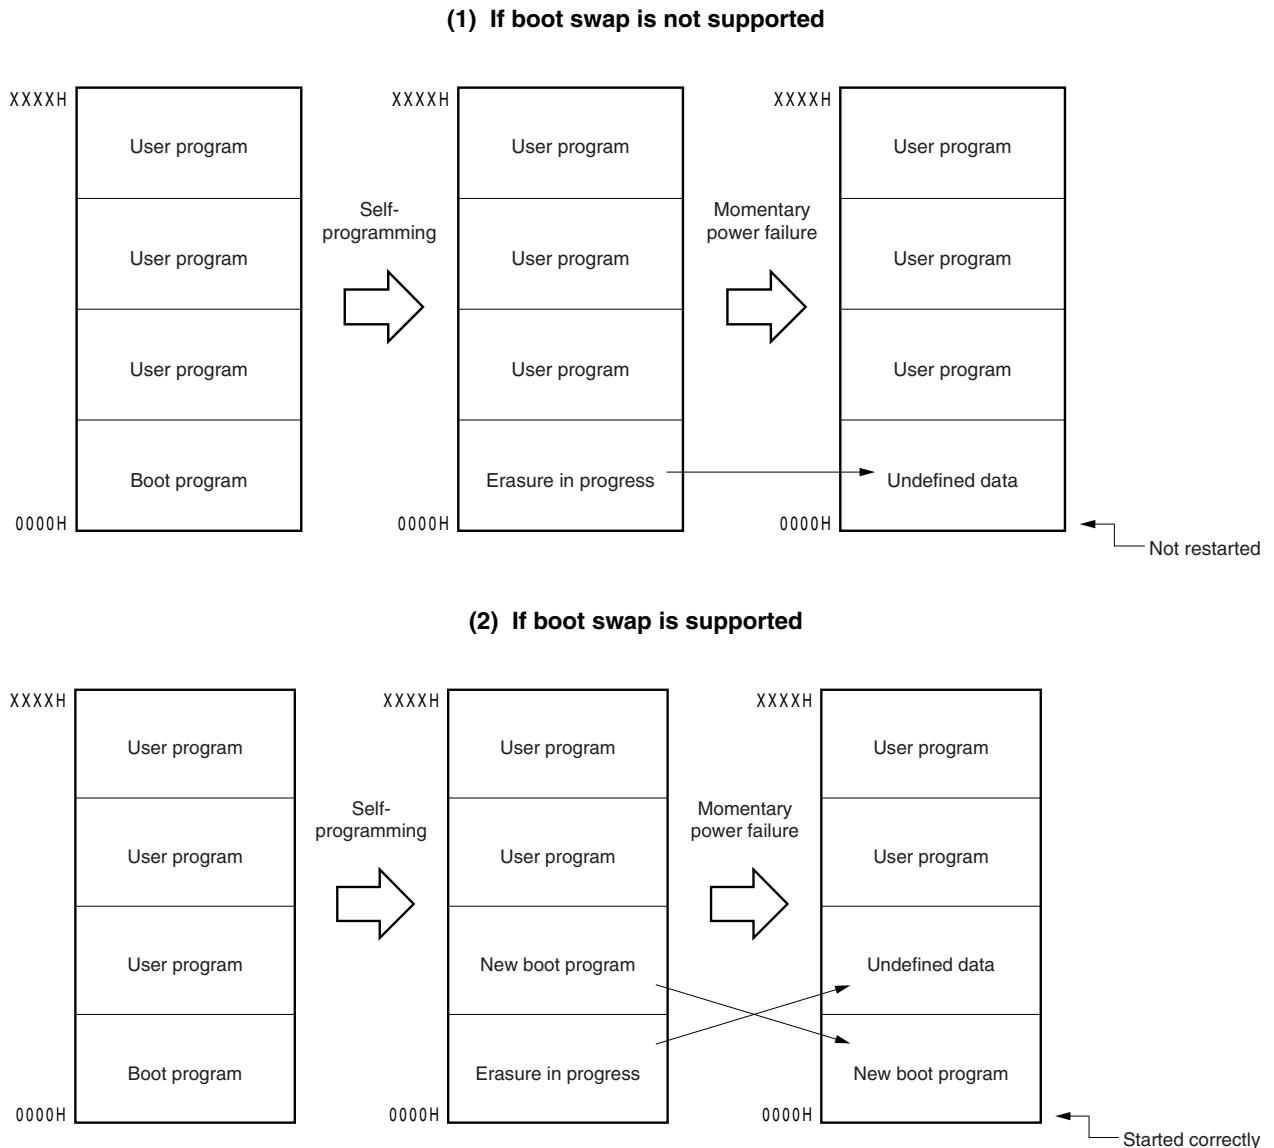 (1) If boot swap is not supported
XXXXH
User program
User program
User program
Boot program
0000H
Self-
programming
XXXXH
User program
User program
User program
Erasure in progress
0000H
Momentary
power failure
XXXXH
User program
User program
User program
Undefined data
0000H
Not restarted
(2) If boot swap is supported
XXXXH
User program
User program
User program
Boot program
0000H
Self-
programming
XXXXH
User program
User program
New boot program
Erasure in progress
0000H
Momentary
power failure
XXXXH
User program
User program
Undefined data
New boot program
0000H
Started correctly